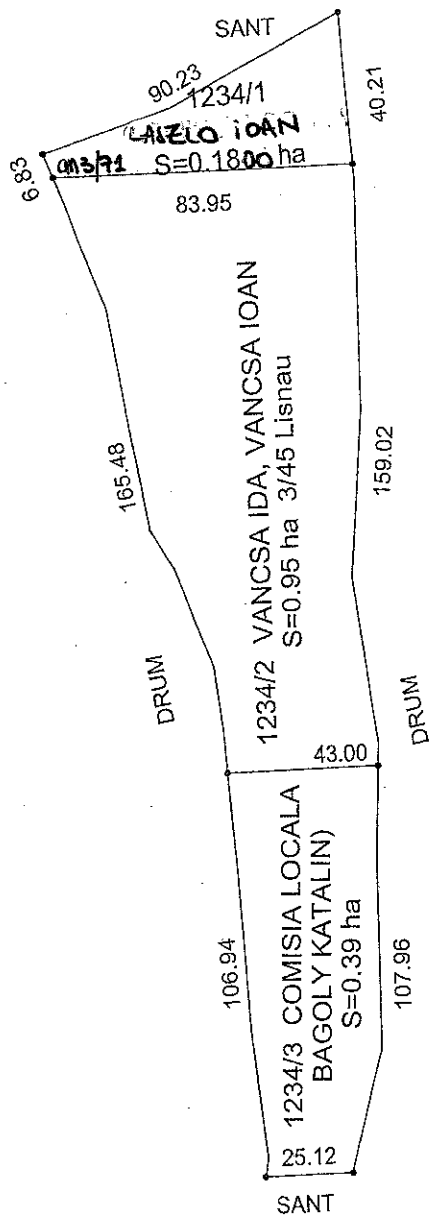 SANT
90.23
1234/1
40.21
6.83
LASZLO IOAN
S=0.1800 ha
83.95
165.48
1234/2 VANCSA IDA, VANCSA IOAN
S=0.95 ha 3/45 Lisnau
159.02
DRUM
DRUM
43.00
106.94
1234/3 COMISIA LOCALA
BAGOLY KATALIN)
S=0.39 ha
107.96
25.12
SANT